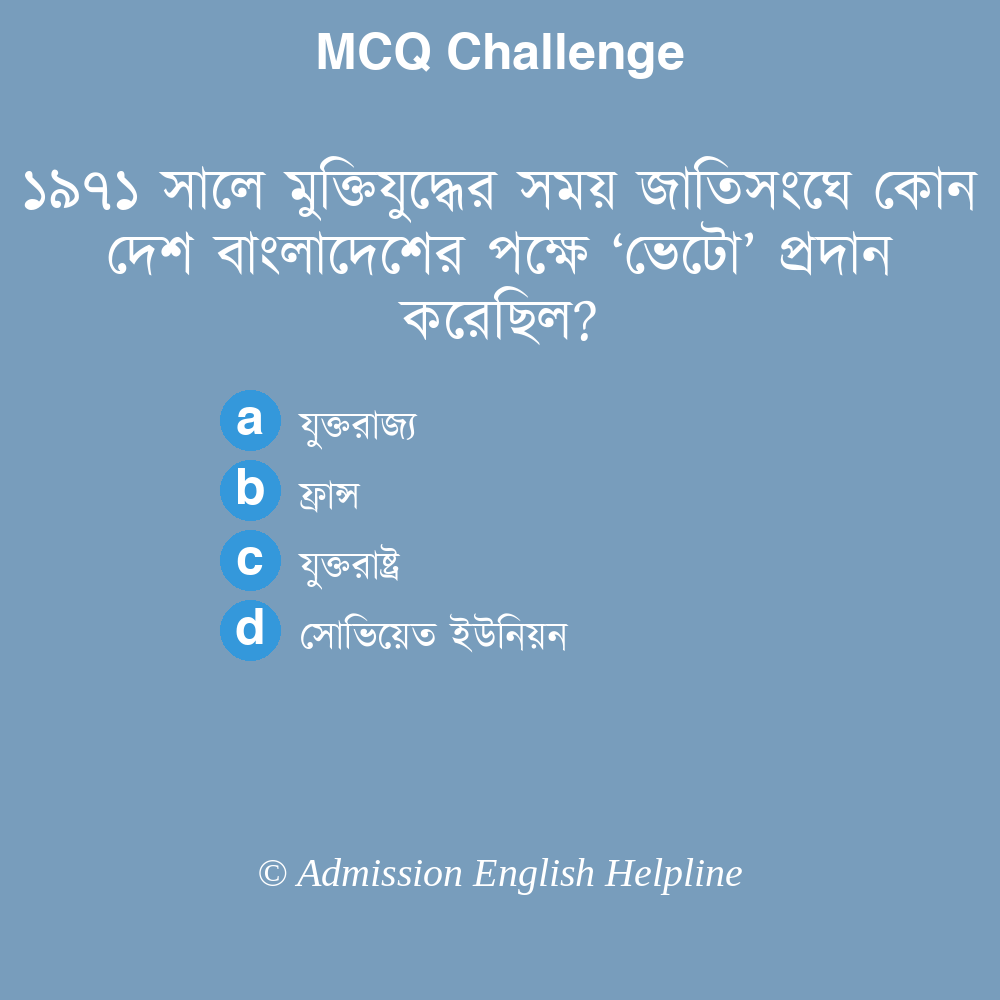 MCQ Challenge
১৯৭১ সালে মুক্তিযুদ্ধের সময় জাতিসংঘে কোন
দেশ বাংলাদেশের পক্ষে ‘ভেটো’ প্রদান
করেছিল?
a যুক্তরাজ্য
b ফ্রান্স
c যুক্তরাষ্ট্র
d সোভিয়েত ইউনিয়ন
© Admission English Helpline